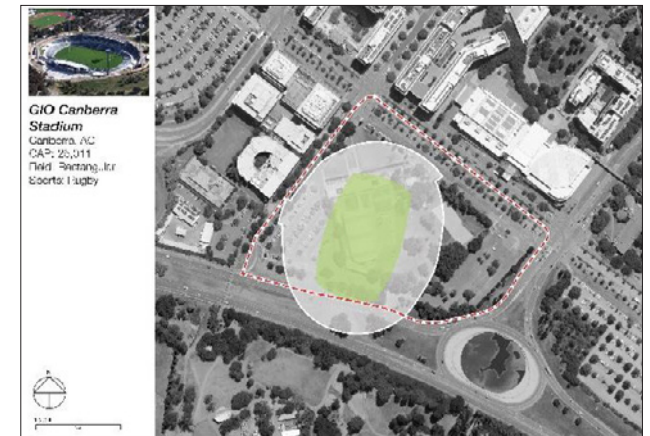 GIO Canberra
Stadium
Canberra, AC
CAP: 25,011
Field: Rectangular
Sports: Rugby
N